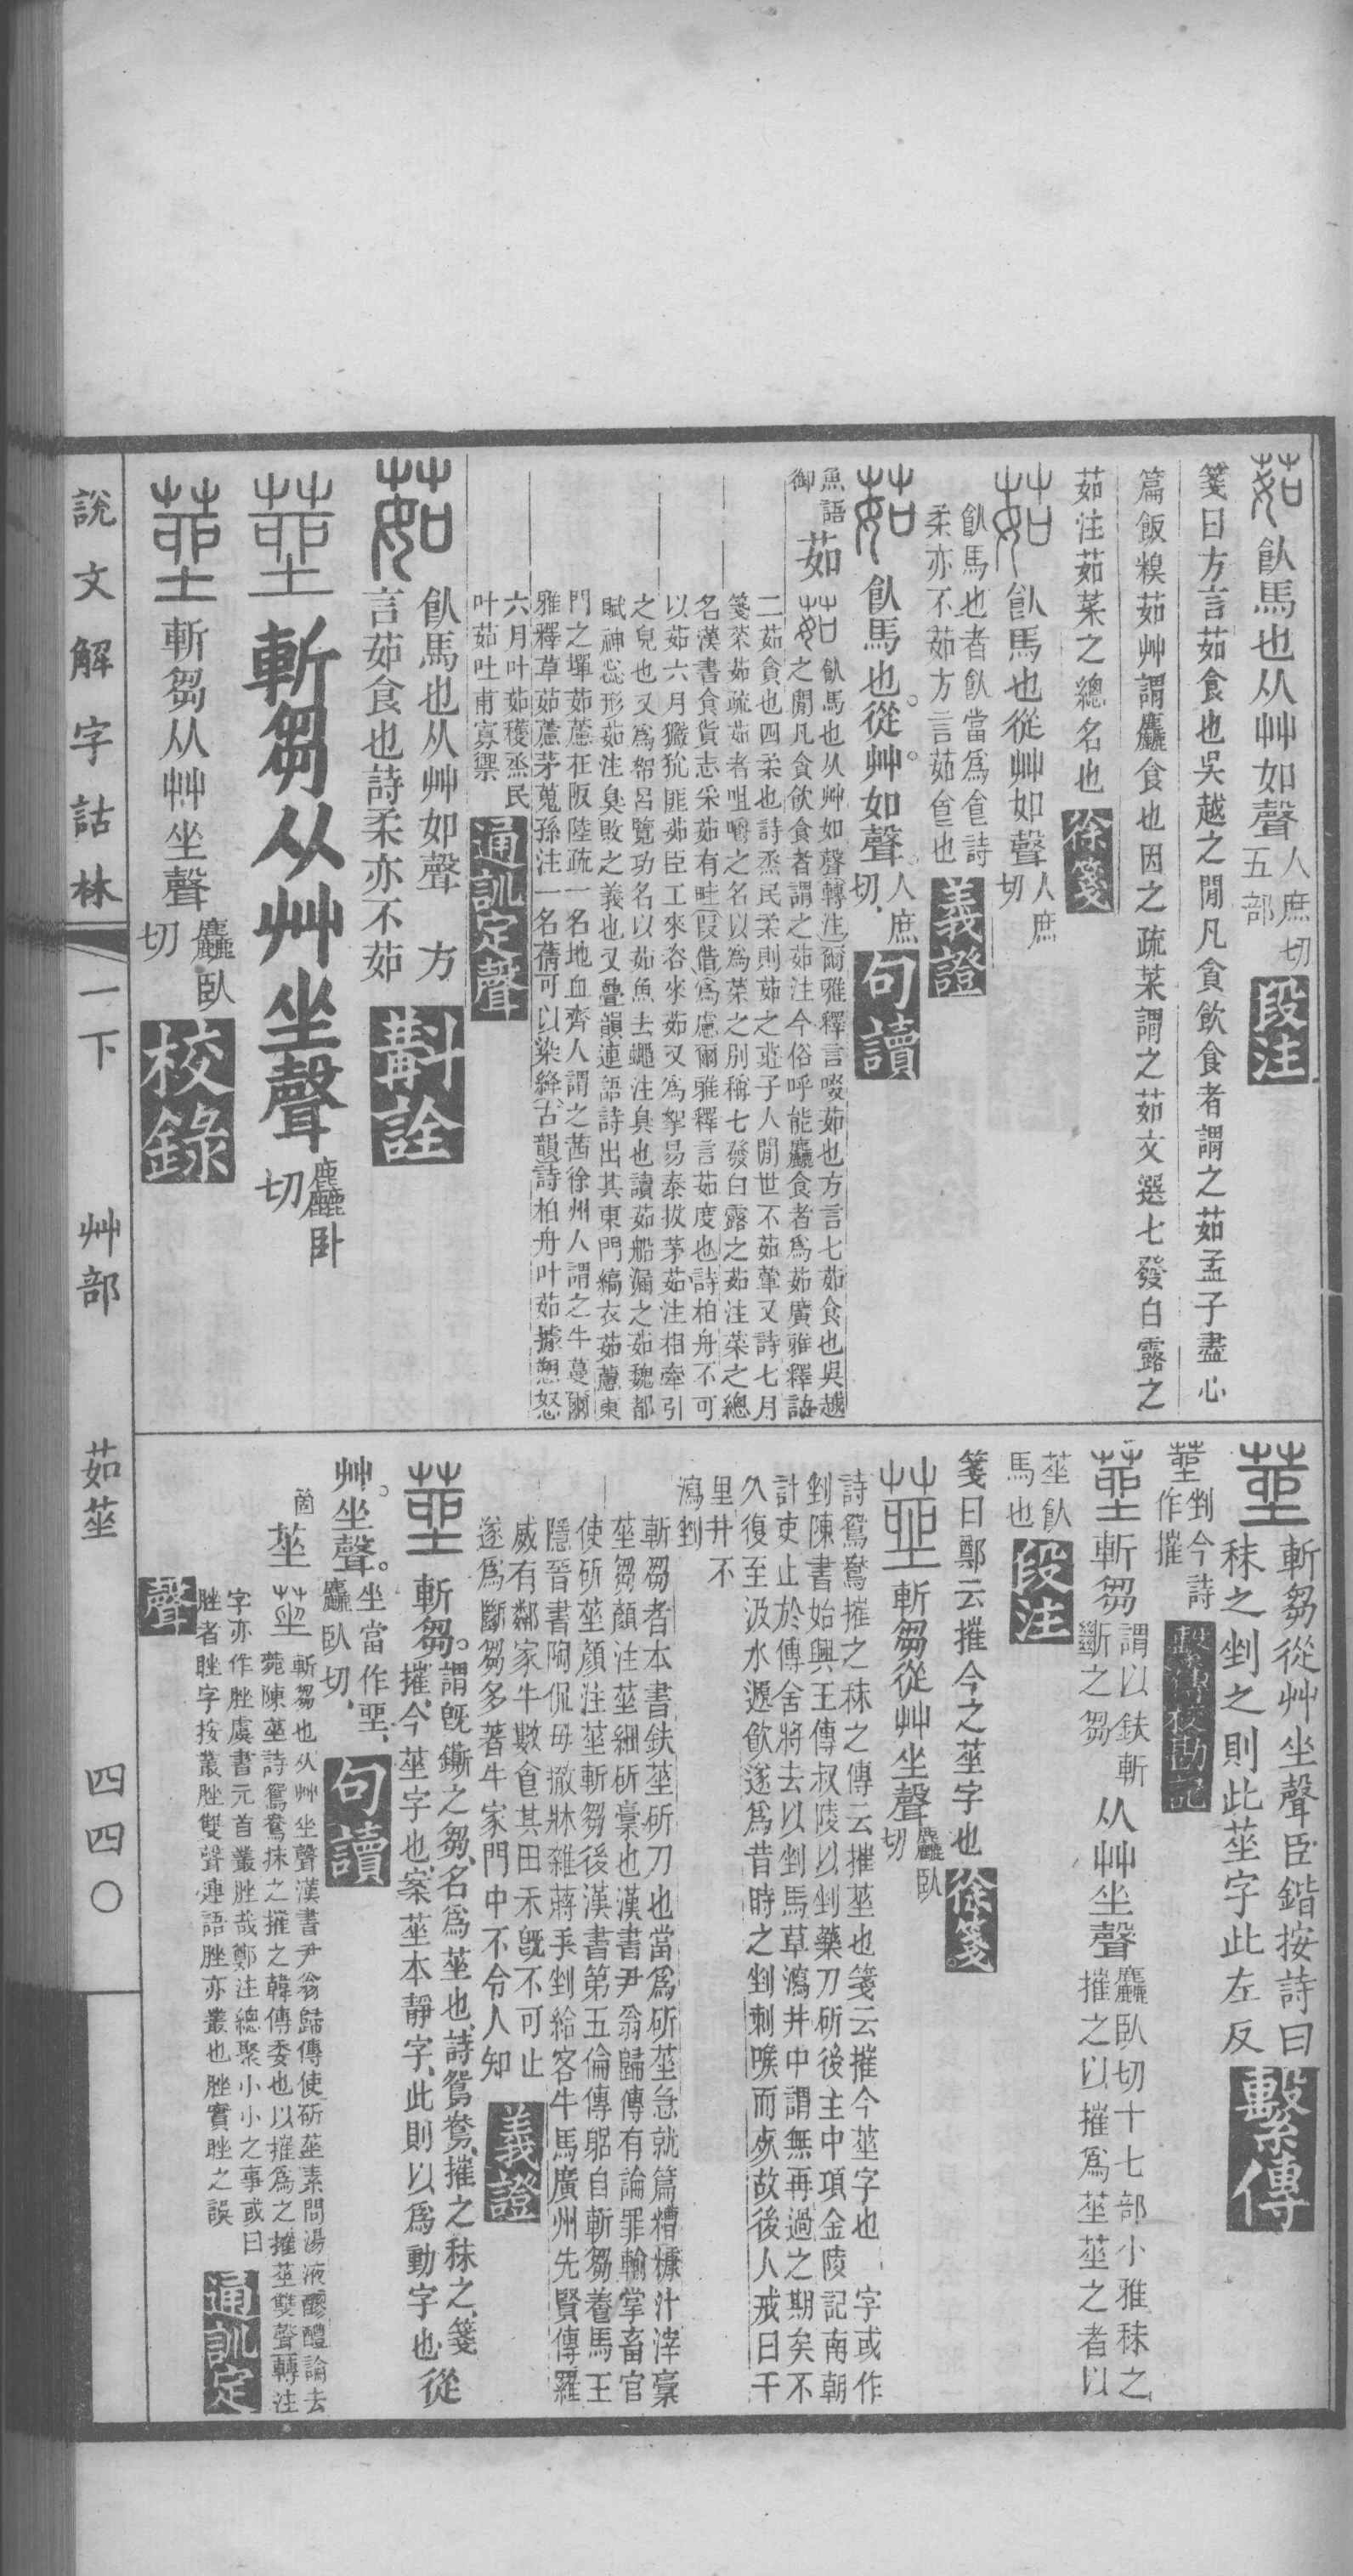 茹 飤馬也从艸如聲 人庶切五部 段注
箋曰方言茹食也吳越之閒凡貪飲食者謂之茹孟子盡心
篇飯糗茹艸謂麤食也因之疏菜謂之茹文選七發白露之
茹注茹菜之總名也 徐箋
茹 飤馬也從艸如聲 人庶切
飤馬也者飤當爲食詩
柔亦不茹方言茹食也 義證
茹 飤馬也。從艸。如聲。 人庶切、 句讀
魚語御 茹 茹 飤馬也从艸如聲轉注爾雅釋言啜茹也方言七茹食也吳越
之閒凡貪飲食者謂之茹注今俗呼能麤食者爲茹廣雅釋詁
二茹貪也四柔也詩烝民柔則茹之莊子人閒世不茹葷又詩七月
箋菜茹疏茹者咀嚼之名以爲菜之別稱七發白露之茹注菜之總
名漢書食貨志采茹有畦叚借爲慮爾雅釋言茹度也詩柏舟不可
以茹六月玁狁匪茹臣工來咨來茹又爲挐易泰拔茅茹注相牽引
之皃也又爲帤呂覽功名以茹魚去蠅注臭也讀茹船漏之茹魏都
賦神惢形茹注臭敗之義也又疊韻連語詩出其東門縞衣茹藘東
門之墠茹藘在阪陸疏一名地血齊人謂之茜徐州人謂之牛蔓爾
雅釋草茹藘茅蒐孫注一名蒨可以染絳古韻詩柏舟叶茹據愬怒
六月叶茹穫烝民
叶茹吐甫寡禦 通訓定聲
茹 飤馬也从艸如聲 方
言茹食也詩柔亦不茹 斠詮
莝 斬芻从艸坐聲 麤臥切
莝 斬芻从艸坐聲 麤臥切 校錄
莝 斬芻從艸坐聲臣鍇按詩曰
秣之剉之則此莝字此左反 繫傳
莝 剉今詩作摧 繫傳校勘記
莝 斬芻 謂以鈇斬斷之芻 从艸坐聲 麤臥切十七部小雅秣之摧之以摧爲莝莝之者以
莝飤馬也 段注
箋曰鄭云摧今之莝字也 徐箋
莝 斬芻從艸坐聲 麤臥切
詩鴛鴦摧之秣之傳云摧莝也箋云摧今莝字也 字或作
剉陳書始興王傳叔陵以剉藥刀斫後主中項金陵記南朝
計吏止於傳舍將去以剉馬草瀉井中謂無再過之期矣不
久復至汲水遽飲遂爲昔時之剉刺喉而死故後人戒曰千
里井不
瀉剉
斬芻者本書鈇莝斫刀也當爲斫莝急就篇糟糠汁滓稾
莝芻顏注莝細斫稾也漢書尹翁歸傳有論罪輸掌畜官
使斫莝顏注莝斬芻後漢書第五倫傳躬自斬芻養馬王
隱晉書陶侃母撤牀雜蔣手剉給客牛馬廣州先賢傳羅
威有鄰家牛數食其田禾旣不可止
遂爲斷芻多著牛家門中不令人知 義證
莝 斬芻。 謂旣𨮯之芻、名爲莝也、詩鴛鴦、摧之秣之、箋
摧、今莝字也、案莝本靜字、此則以爲動字也 從
艸。坐聲。 坐當作𡋲、麤臥切、 句讀
箇 莝 莝 斬芻也从艸坐聲漢書尹翁歸傳使斫莝素問湯液醪醴論去
菀陳莝詩鴛鴦抹之摧之韓傳委也以摧爲之摧莝雙聲轉注
字亦作脞虞書元首叢脞哉鄭注總聚小小之事或曰
脞者睉字按叢脞雙聲連語脞亦叢也脞實睉之誤 通訓定
聲
說文解字詁林 一下 艸部 茹莝 四四〇